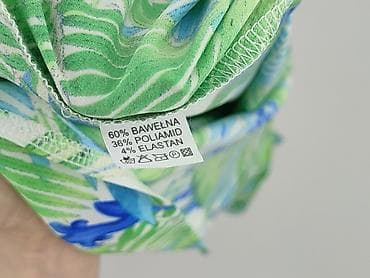 60% BAWEŁNA
36% POLIAMID
4% ELASTAN